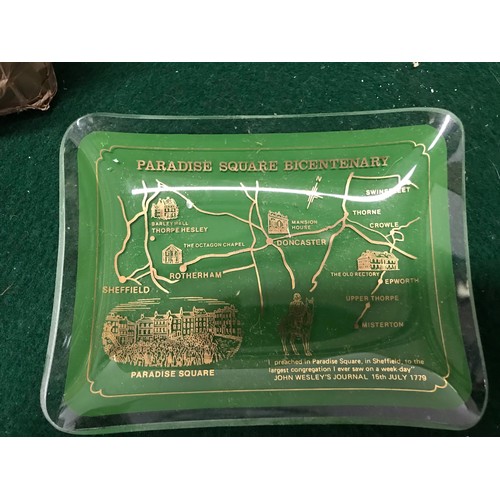 PARADISE SQUARE BICENTENARY
SWINEFLEET
THORNE
CROWLE
BARLEY HALL
THORPE HESLEY
MANSION
HOUSE
THE OCTAGON CHAPEL
DONCASTER
ROTHERHAM
THE OLD RECTORY
EPWORTH
SHEFFIELD
UPPER THORPE
MISTERTOM
PARADISE SQUARE
"I preached in Paradise Square, in Sheffield, to the
largest congregation I ever saw on a week-day"
JOHN WESLEY'S JOURNAL 15th JULY 1779